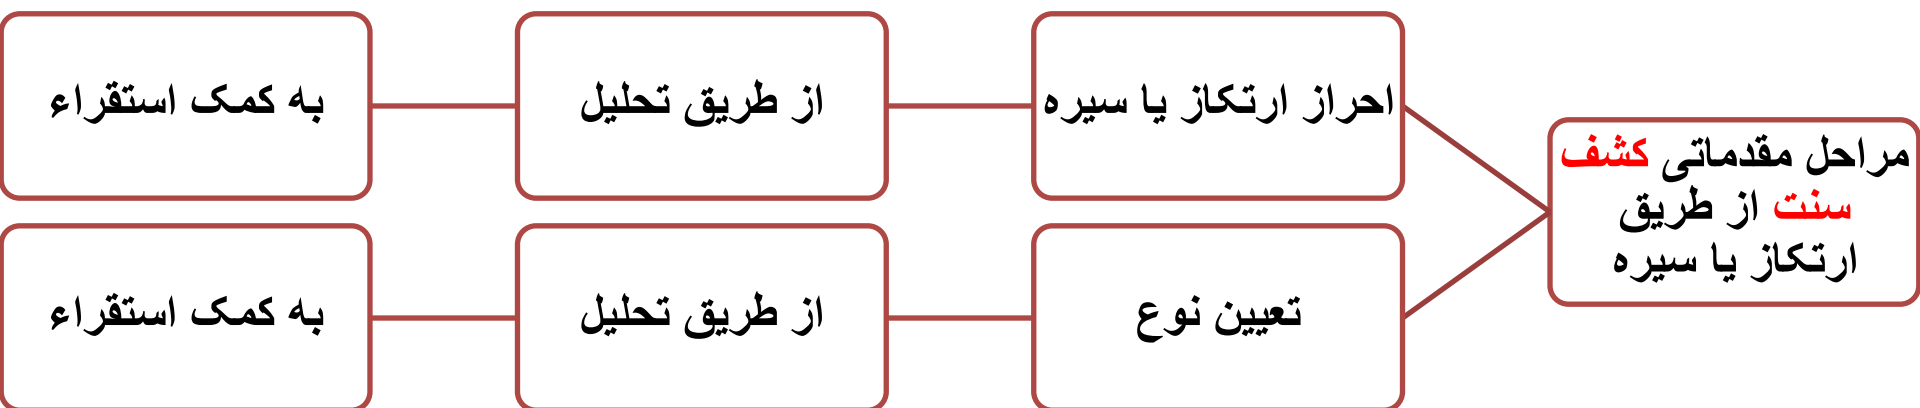 مراحل مقدماتی کشف
سنت از طریق
ارتکاز یا سیره
احراز ارتکاز یا سیره
از طریق تحلیل
به کمک استقراء
تعیین نوع
از طریق تحلیل
به کمک استقراء